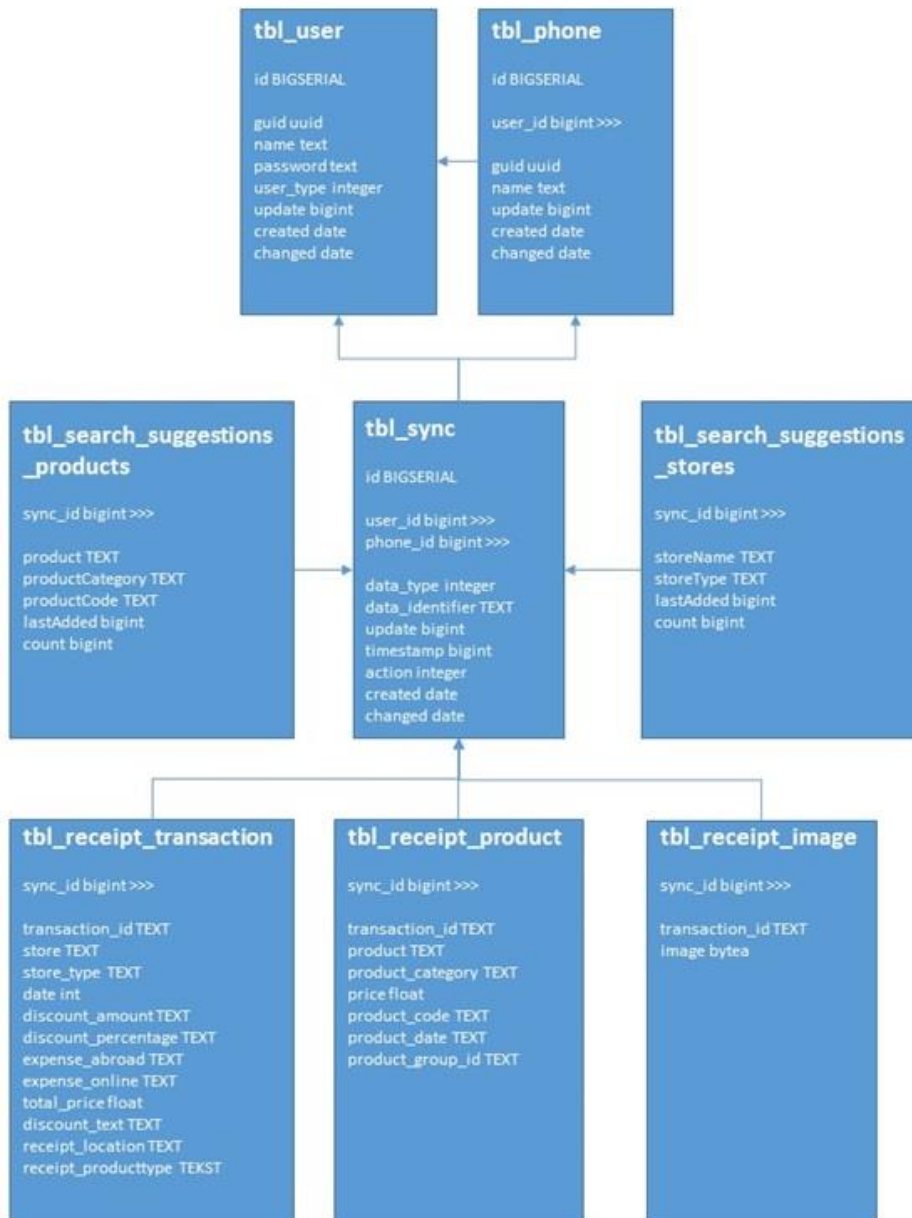 tbl_user
id BIGSERIAL
guid uuid
name text
password text
user_type integer
update bigint
created date
changed date
tbl_phone
id BIGSERIAL
user_id bigint >>>
guid uuid
name text
update bigint
created date
changed date
tbl_search_suggestions
_products
sync_id bigint >>>
product TEXT
productCategory TEXT
productCode TEXT
lastAdded bigint
count bigint
tbl_sync
id BIGSERIAL
user_id bigint >>>
phone_id bigint >>>
data_type integer
data_identifier TEXT
update bigint
timestamp bigint
action integer
created date
changed date
tbl_search_suggestions
_stores
sync_id bigint >>>
storeName TEXT
storeType TEXT
lastAdded bigint
count bigint
tbl_receipt_transaction
sync_id bigint >>>
transaction_id TEXT
store TEXT
store_type TEXT
date int
discount_amount TEXT
discount_percentage TEXT
expense_abroad TEXT
expense_online TEXT
total_price float
discount_text TEXT
receipt_location TEXT
receipt_producttype TEKST
tbl_receipt_product
sync_id bigint >>>
transaction_id TEXT
product TEXT
product_category TEXT
price float
product_code TEXT
product_date TEXT
product_group_id TEXT
tbl_receipt_image
sync_id bigint >>>
transaction_id TEXT
image bytea